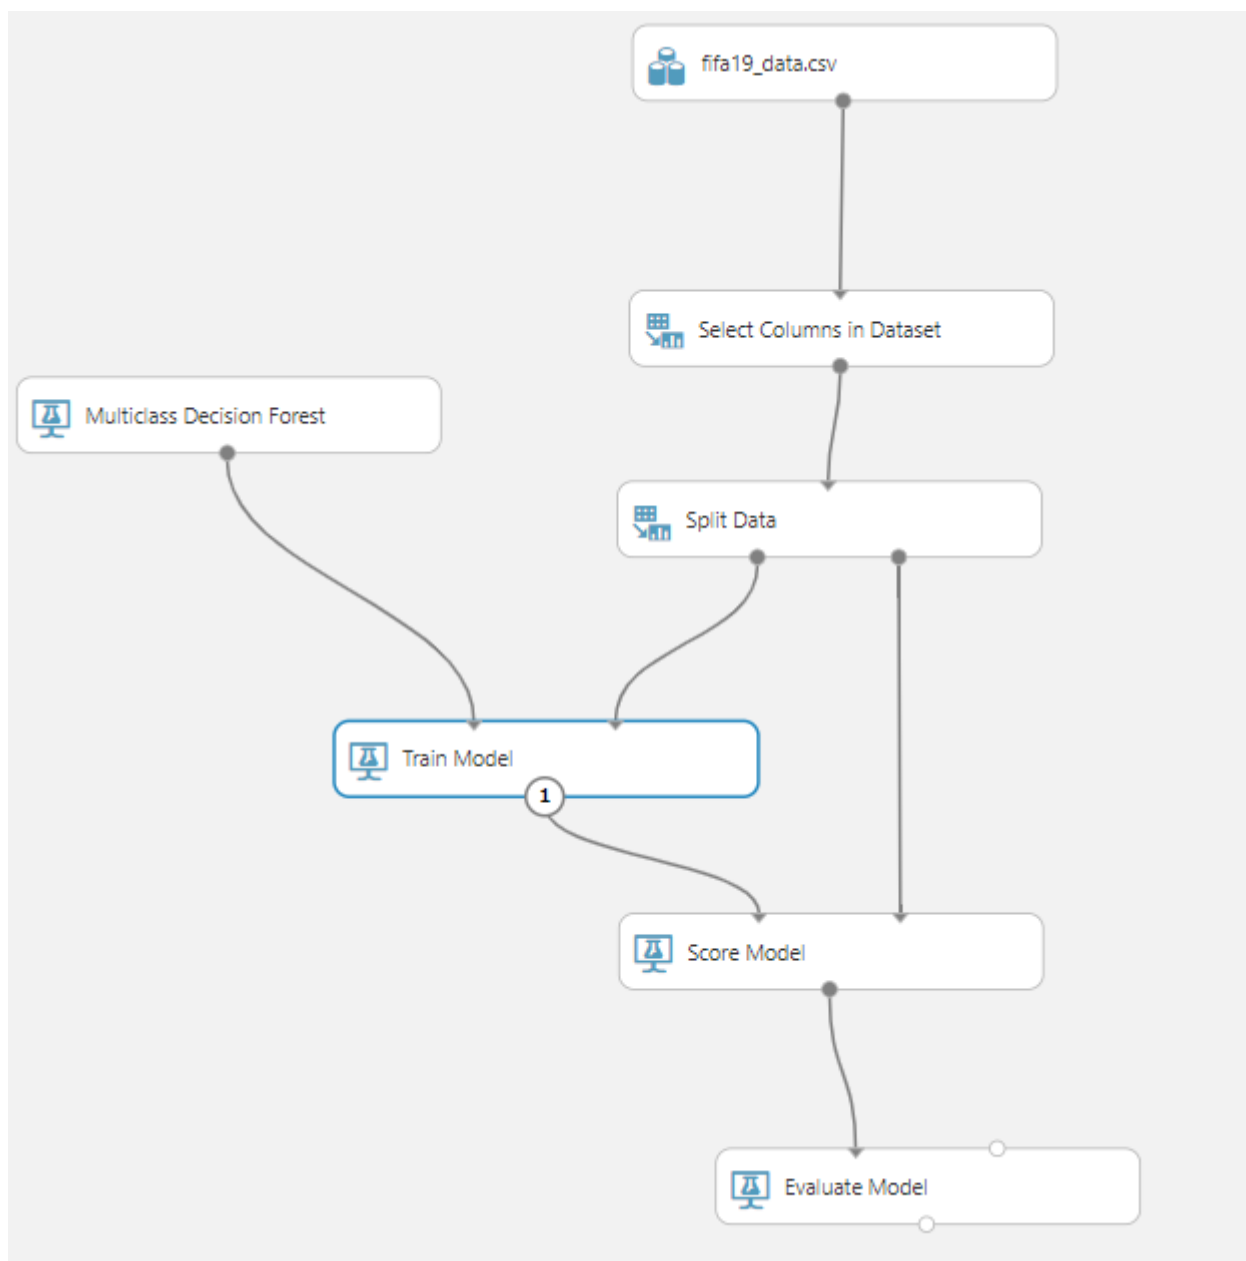 fifa19_data.csv
Select Columns in Dataset
Multiclass Decision Forest
Split Data
Train Model
1
Score Model
Evaluate Model